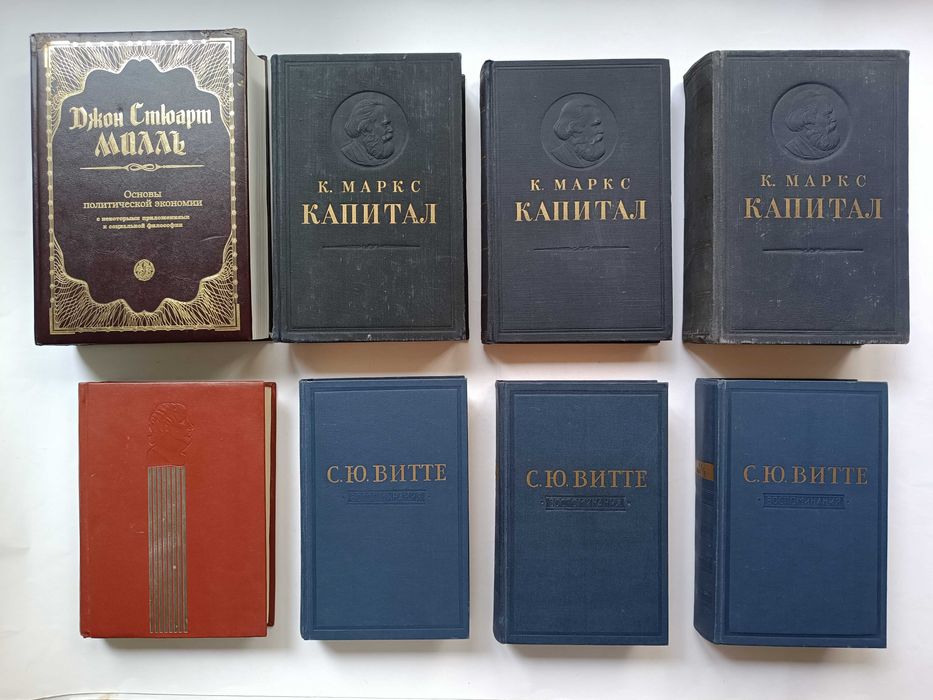 Джон Стюарт
МИЛЛЬ
Основы
политической экономии
с некоторыми приложениями
к социальной философии
К. МАРКС
КАПИТАЛ
К. МАРКС
КАПИТАЛ
К. МАРКС
КАПИТАЛ
С. Ю. ВИТТЕ
ВОСПОМИНАНИЯ
С. Ю. ВИТТЕ
ВОСПОМИНАНИЯ
С. Ю. ВИТТЕ
ВОСПОМИНАНИЯ